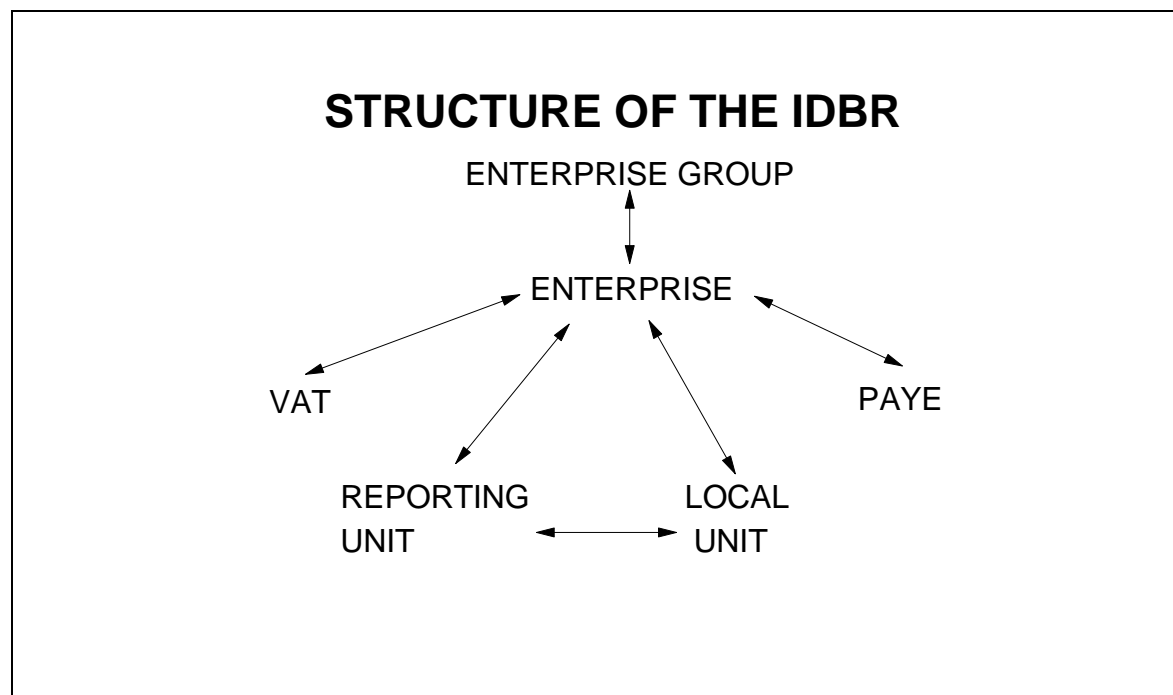 STRUCTURE OF THE IDBR
ENTERPRISE GROUP
ENTERPRISE
VAT
PAYE
REPORTING
UNIT
LOCAL
UNIT